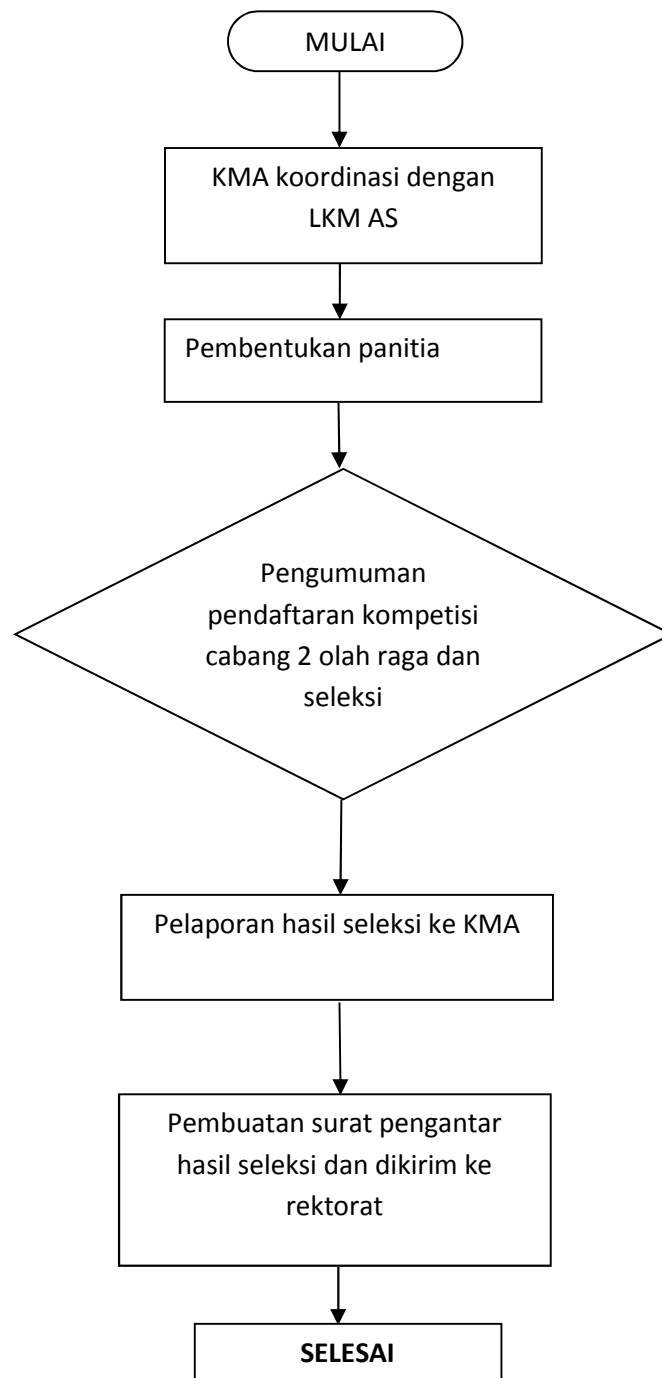 MULAI
KMA koordinasi dengan
LKM AS
Pembentukan panitia
Pengumuman
pendaftaran kompetisi
cabang 2 olah raga dan
seleksi
Pelaporan hasil seleksi ke KMA
Pembuatan surat pengantar
hasil seleksi dan dikirim ke
rektorat
SELESAI